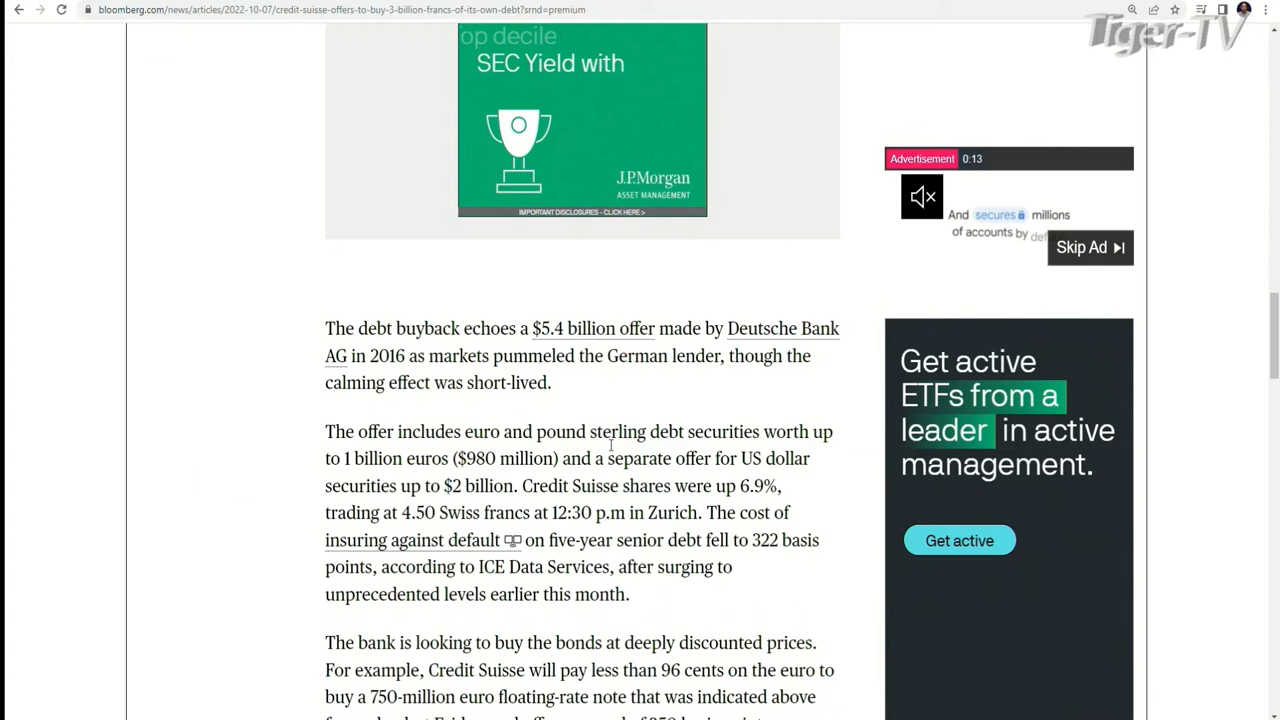 bloomberg.com/news/articles/2022-10-07/credit-suisse-offers-to-buy-3-billion-francs-of-its-own-debt?srnd=premium
Tiger-TV
op decile
SEC Yield with
J.P.Morgan
ASSET MANAGEMENT
IMPORTANT DISCLOSURES - CLICK HERE >
Advertisement 0:13
And secures millions
of accounts by def
Skip Ad
The debt buyback echoes a $5.4 billion offer made by Deutsche Bank
AG in 2016 as markets pummeled the German lender, though the
calming effect was short-lived.
The offer includes euro and pound sterling debt securities worth up
to 1 billion euros ($980 million) and a separate offer for US dollar
securities up to $2 billion. Credit Suisse shares were up 6.9%,
trading at 4.50 Swiss francs at 12:30 p.m in Zurich. The cost of
insuring against default on five-year senior debt fell to 322 basis
points, according to ICE Data Services, after surging to
unprecedented levels earlier this month.
The bank is looking to buy the bonds at deeply discounted prices.
For example, Credit Suisse will pay less than 96 cents on the euro to
buy a 750-million euro floating-rate note that was indicated above
Get active
ETFs from a
leader in active
management.
Get active